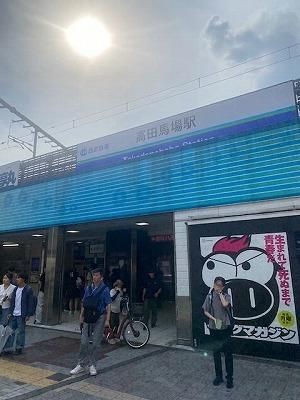 西武鉄道
高田馬場駅
Takadanobaba Station
塾
生まれて死ぬまで
青春だ
マガジン